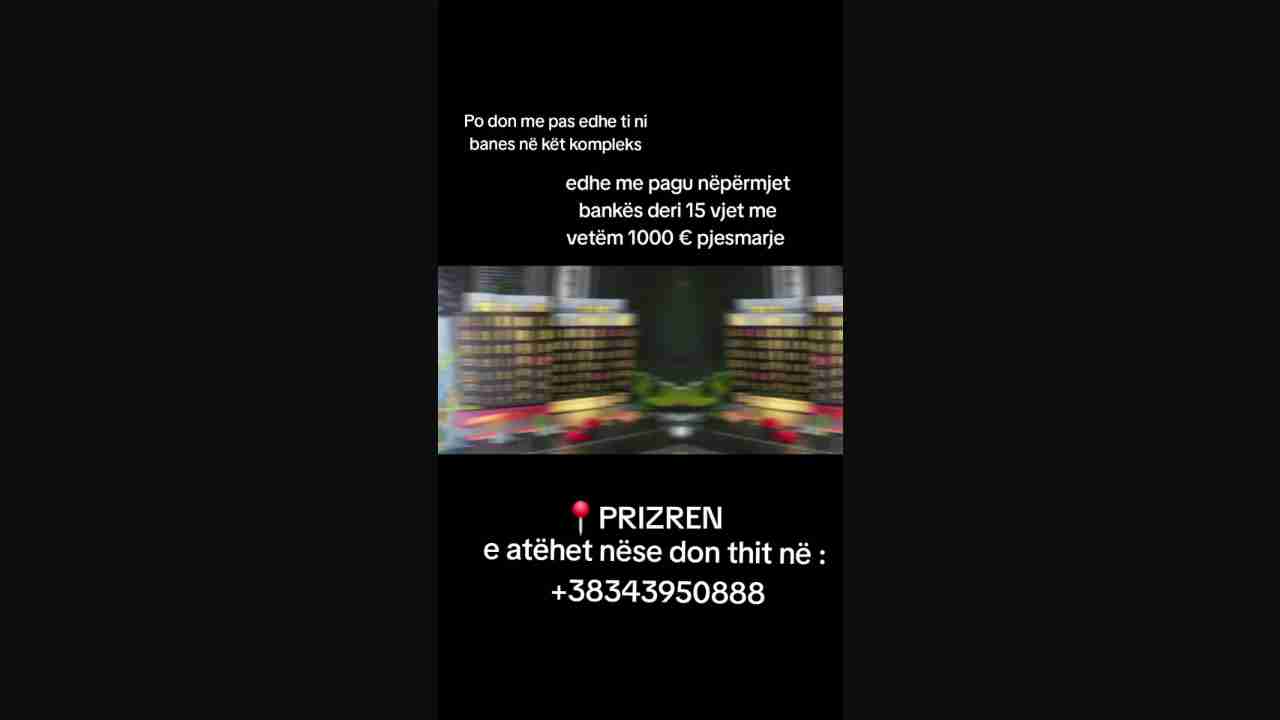 Po don me pas edhe ti ni
banes në kët kompleks
edhe me pagu nëpërmjet
bankës deri 15 vjet me
vetëm 1000 € pjesmarje
📍PRIZREN
e atëhet nëse don thit në :
+38343950888